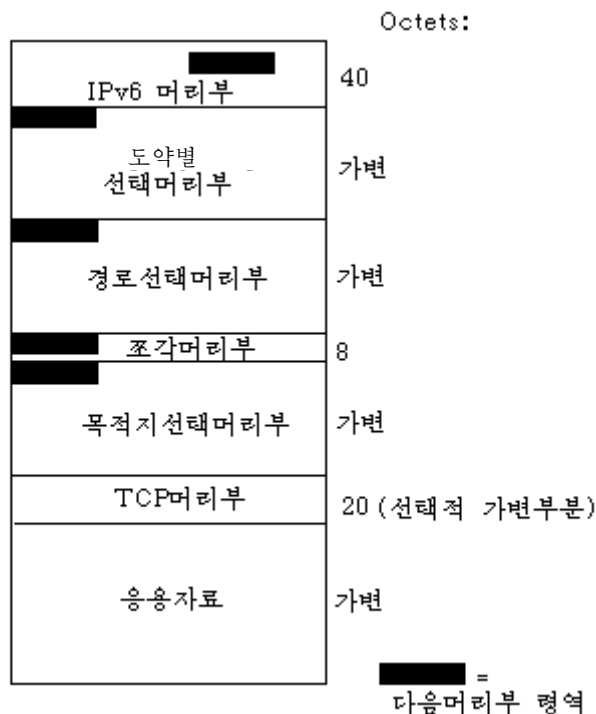 Octets:
IPv6 머리부
40
도약별
선택머리부
가변
경로선택머리부
가변
쪼각머리부
8
목적지선택머리부
가변
TCP머리부
20 (선택적 가변부분)
응용자료
가변
=
다음머리부 령역